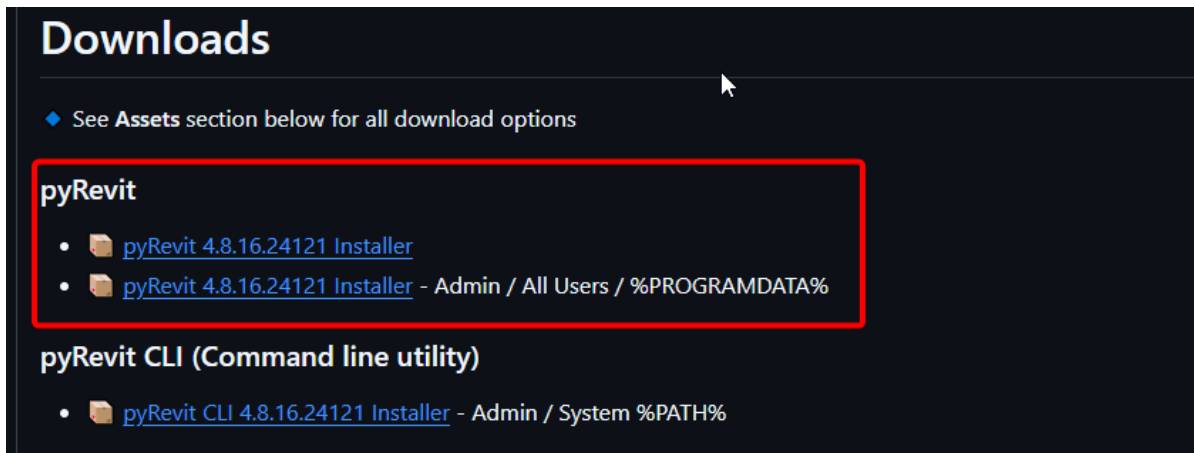 Downloads
See Assets section below for all download options
pyRevit
pyRevit 4.8.16.24121 Installer
pyRevit 4.8.16.24121 Installer - Admin / All Users / %PROGRAMDATA%
pyRevit CLI (Command line utility)
pyRevit CLI 4.8.16.24121 Installer - Admin / System %PATH%